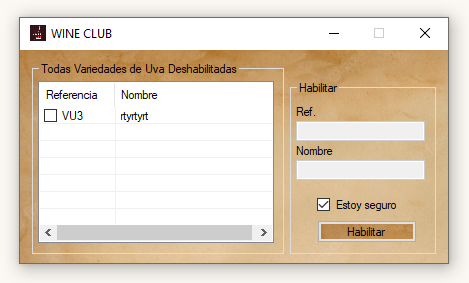 WINE CLUB
Todas Variedades de Uva Deshabilitadas
Referencia Nombre
VU3 rtyrtyrt
Habilitar
Ref.
Nombre
Estoy seguro
Habilitar